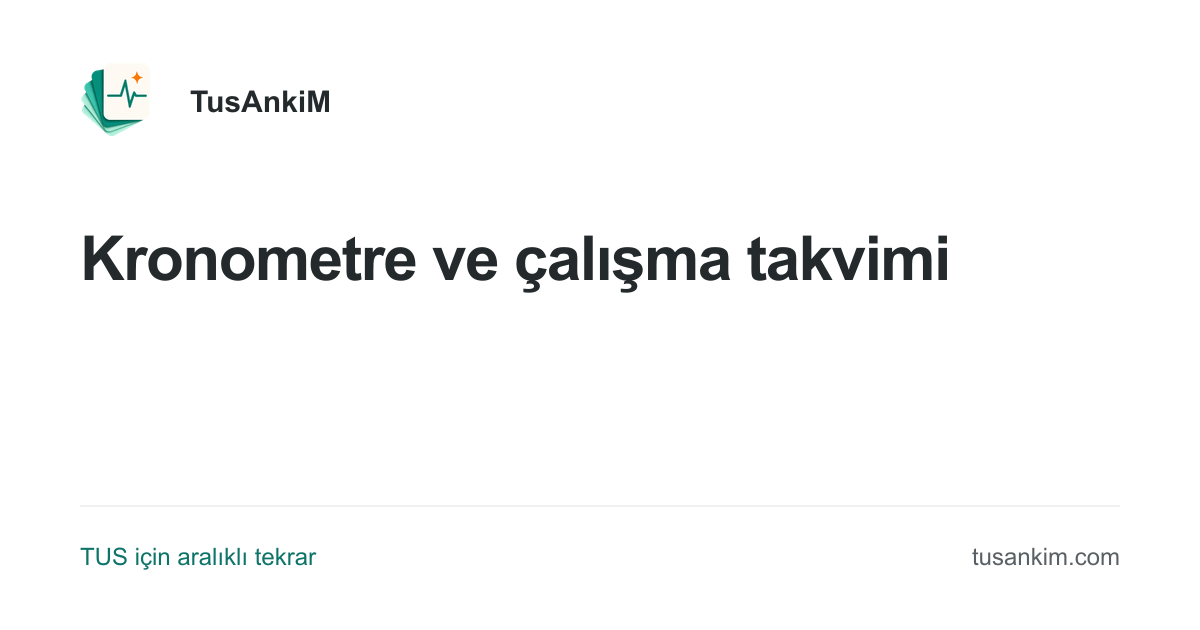 TusAnkiM
Kronometre ve çalışma takvimi
TUS için aralıklı tekrar
tusankim.com